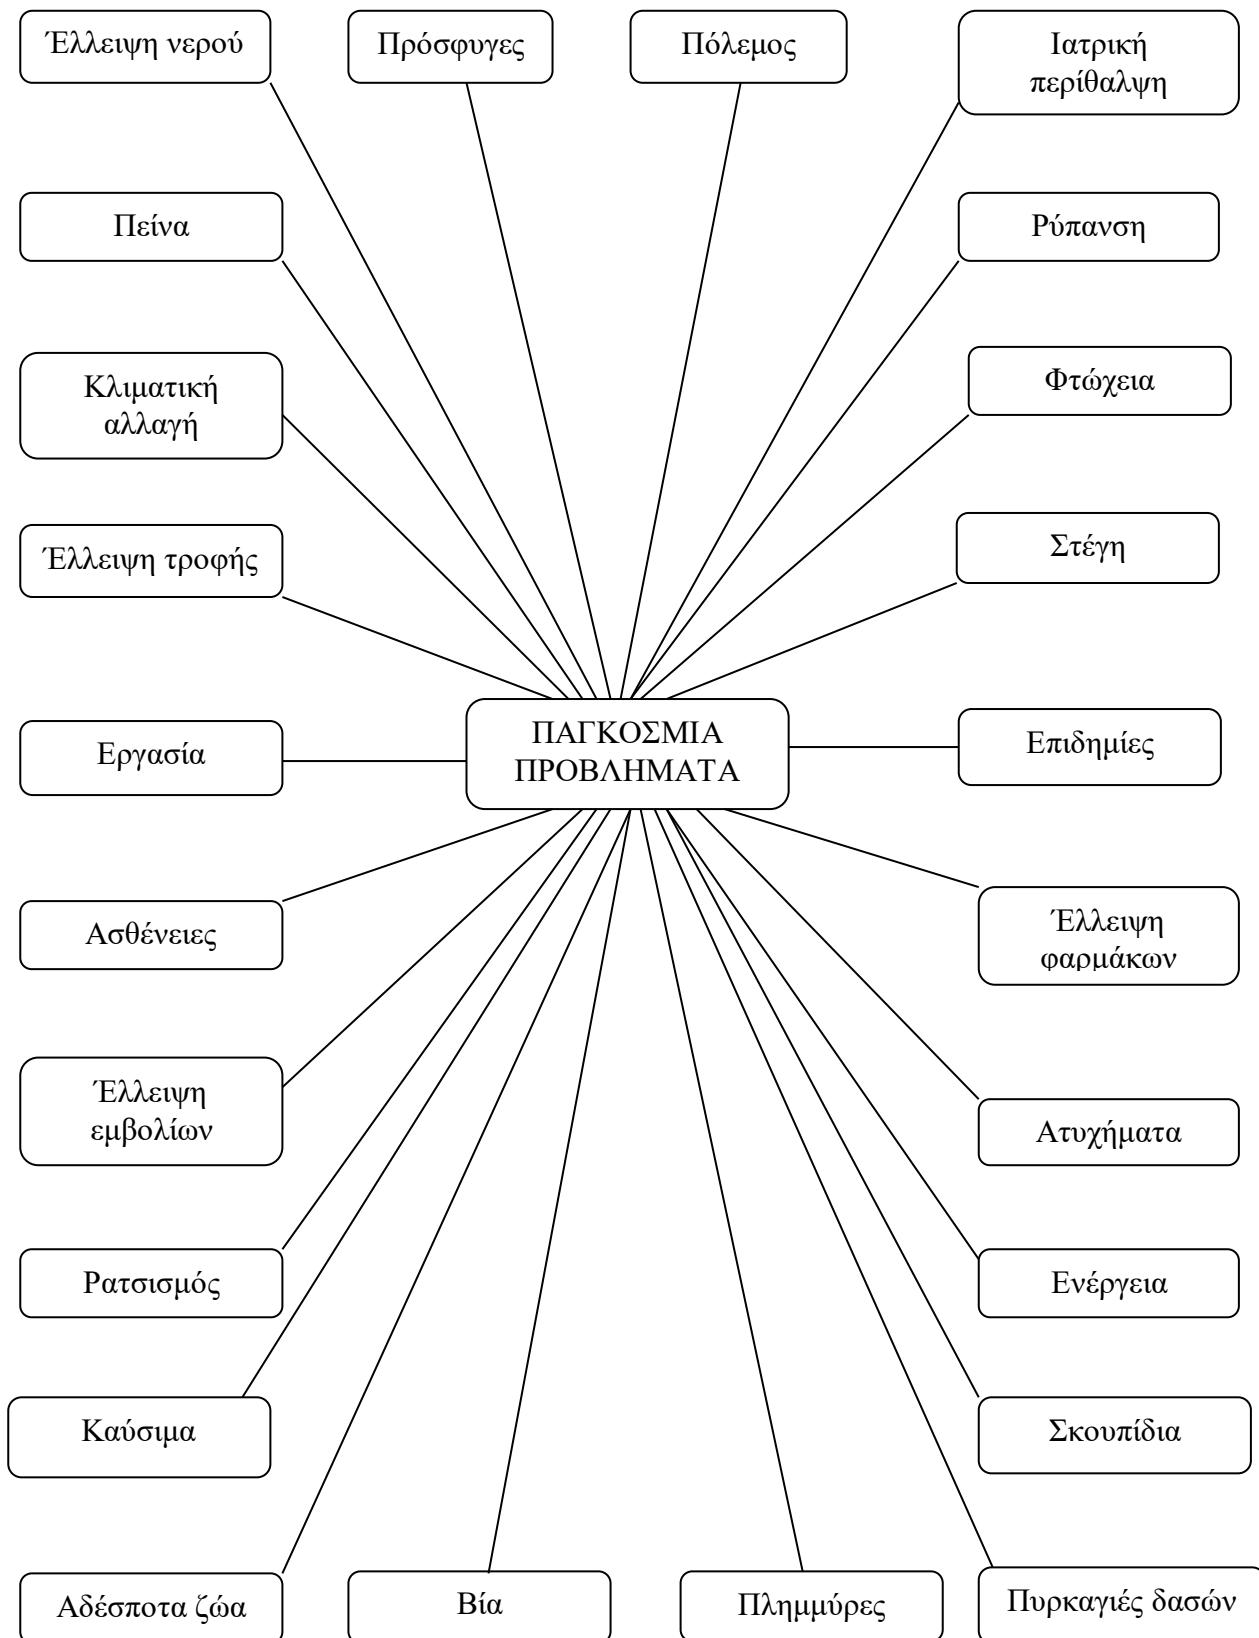 Έλλειψη νερού
Πρόσφυγες
Πόλεμος
Ιατρική
περίθαλψη
Πείνα
Ρύπανση
Κλιματική
αλλαγή
Φτώχεια
Έλλειψη τροφής
Στέγη
ΠΑΓΚΟΣΜΙΑ
ΠΡΟΒΛΗΜΑΤΑ
Εργασία
Επιδημίες
Ασθένειες
Έλλειψη
φαρμάκων
Έλλειψη
εμβολίων
Ατυχήματα
Ρατσισμός
Ενέργεια
Καύσιμα
Σκουπίδια
Αδέσποτα ζώα
Βία
Πλημμύρες
Πυρκαγιές δασών